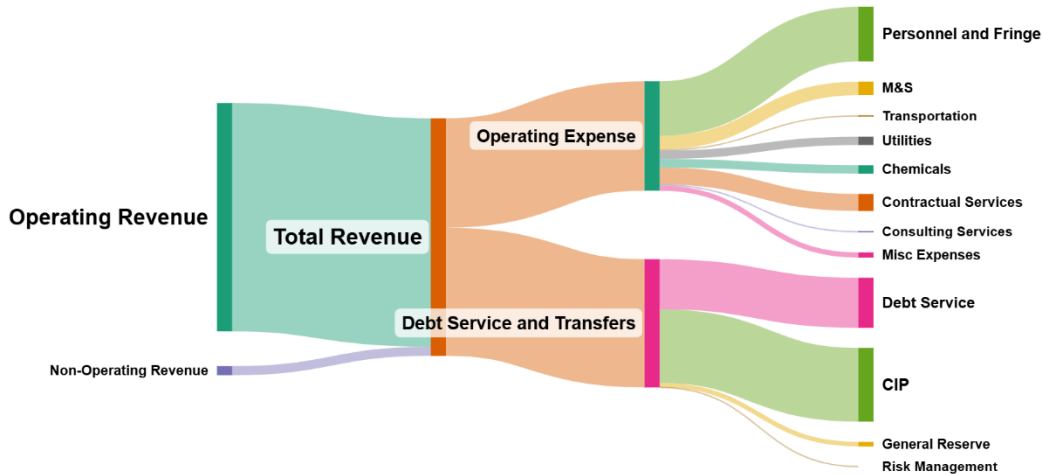 Operating Revenue
Non-Operating Revenue
Total Revenue
Operating Expense
Debt Service and Transfers
Personnel and Fringe
M&S
Transportation
Utilities
Chemicals
Contractual Services
Consulting Services
Misc Expenses
Debt Service
CIP
General Reserve
Risk Management